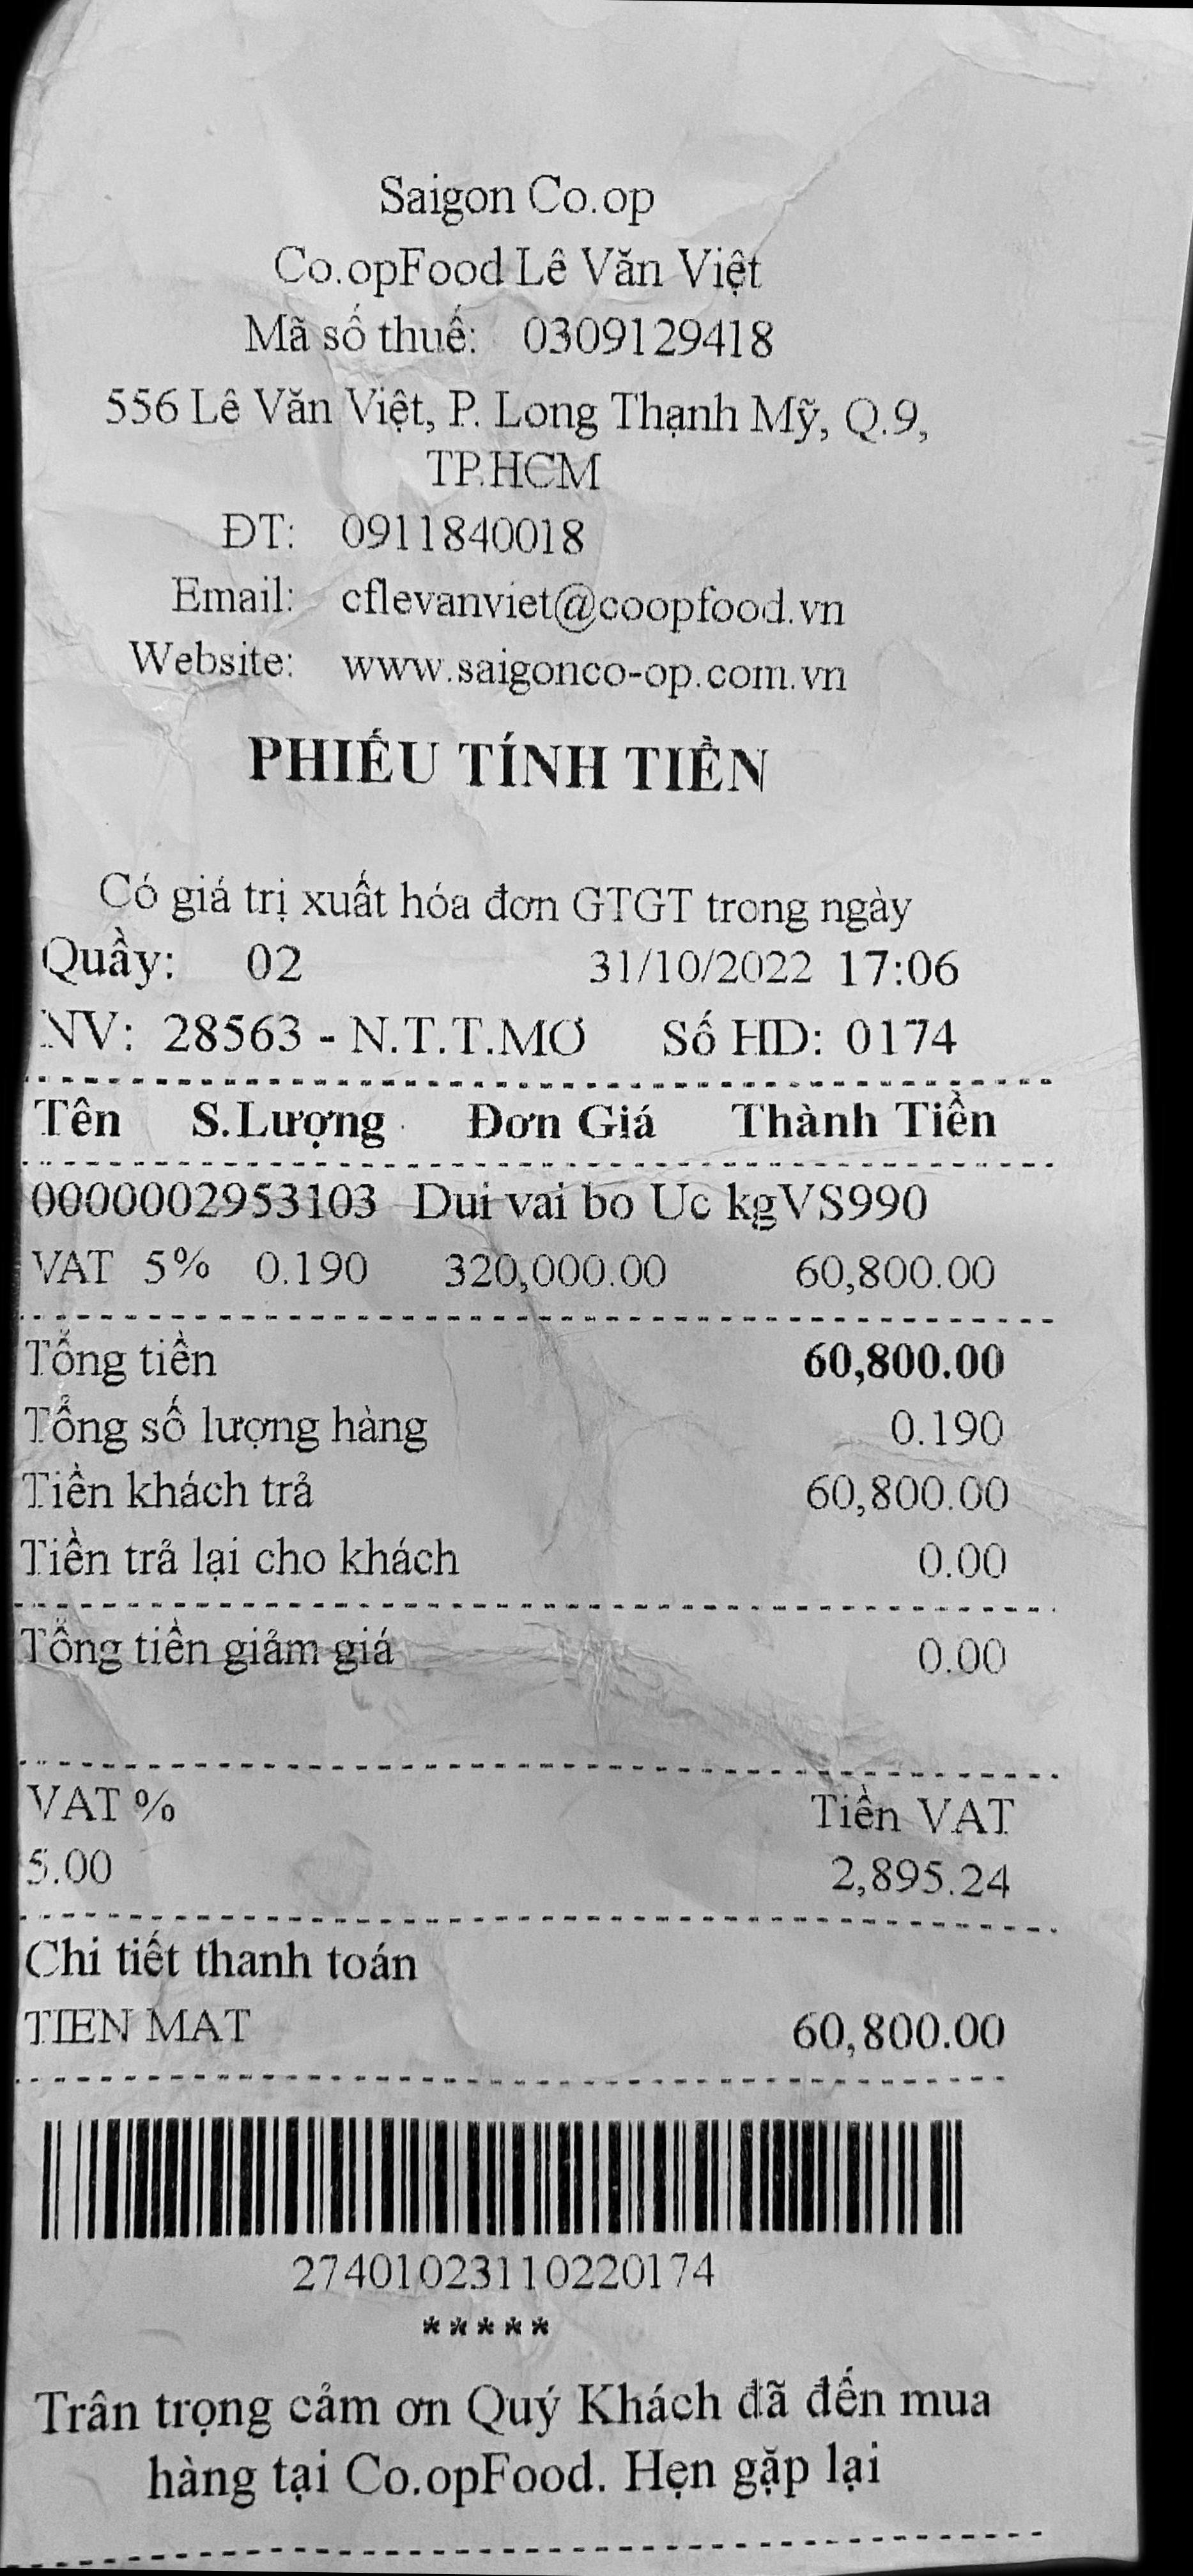 Saigon Co.op
Co.opFood Lê Văn Việt
Mã số thuế: 0309129418
556 Lê Văn Việt, P. Long Thạnh Mỹ, Q.9,
TP.HCM
ĐT: 0911840018
Email: cflevanviet@coopfood.vn
Website: www.saigonco-op.com.vn
PHIẾU TÍNH TIỀN
Có giá trị xuất hóa đơn GTGT trong ngày
Quầy: 02 31/10/2022 17:06
NV: 28563 - N.T.T.MƠ Số HD: 0174
Tên S.Lượng Đơn Giá Thành Tiền
0000002953103 Dui vai bo Uc kgVS990
VAT 5% 0.190 320,000.00 60,800.00
Tổng tiền 60,800.00
Tổng số lượng hàng 0.190
Tiền khách trả 60,800.00
Tiền trả lại cho khách 0.00
Tổng tiền giảm giá 0.00
VAT % Tiền VAT
5.00 2,895.24
Chi tiết thanh toán
TIEN MAT 60,800.00
27401023110220174
*****
Trân trọng cảm ơn Quý Khách đã đến mua
hàng tại Co.opFood. Hẹn gặp lại